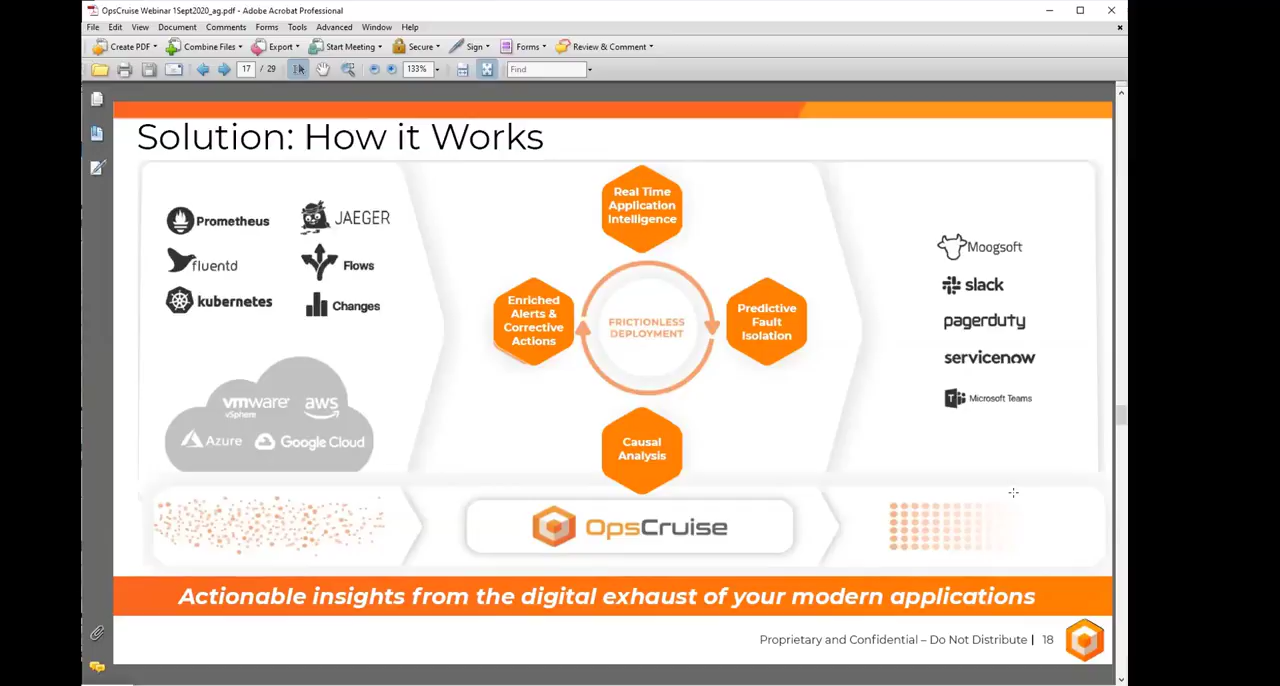 OpsCruise Webinar 1Sept2020_ag.pdf - Adobe Acrobat Professional
File Edit View Document Comments Forms Tools Advanced Window Help
Create PDF Combine Files Export Start Meeting Secure Sign Forms Review & Comment
17 / 29 133% Find
Solution: How it Works
Prometheus JAEGER
fluentd Flows
kubernetes Changes
vmware vSphere aws
Azure Google Cloud
Real Time
Application
Intelligence
Enriched
Alerts &
Corrective
Actions
FRICTIONLESS
DEPLOYMENT
Predictive
Fault
Isolation
Causal
Analysis
Moogsoft
slack
pagerduty
servicenow
Microsoft Teams
OpsCruise
Actionable insights from the digital exhaust of your modern applications
Proprietary and Confidential – Do Not Distribute | 18